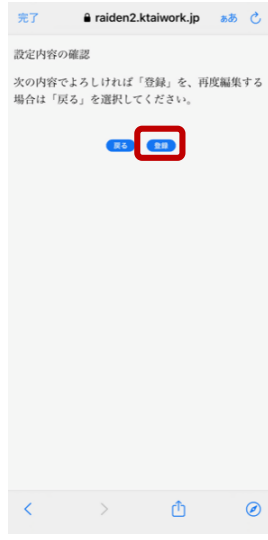 完了 raiden2.ktaiwork.jp ぁあ
設定内容の確認
次の内容でよろしければ「登録」を、再度編集する
場合は「戻る」を選択してください。
戻る 登録